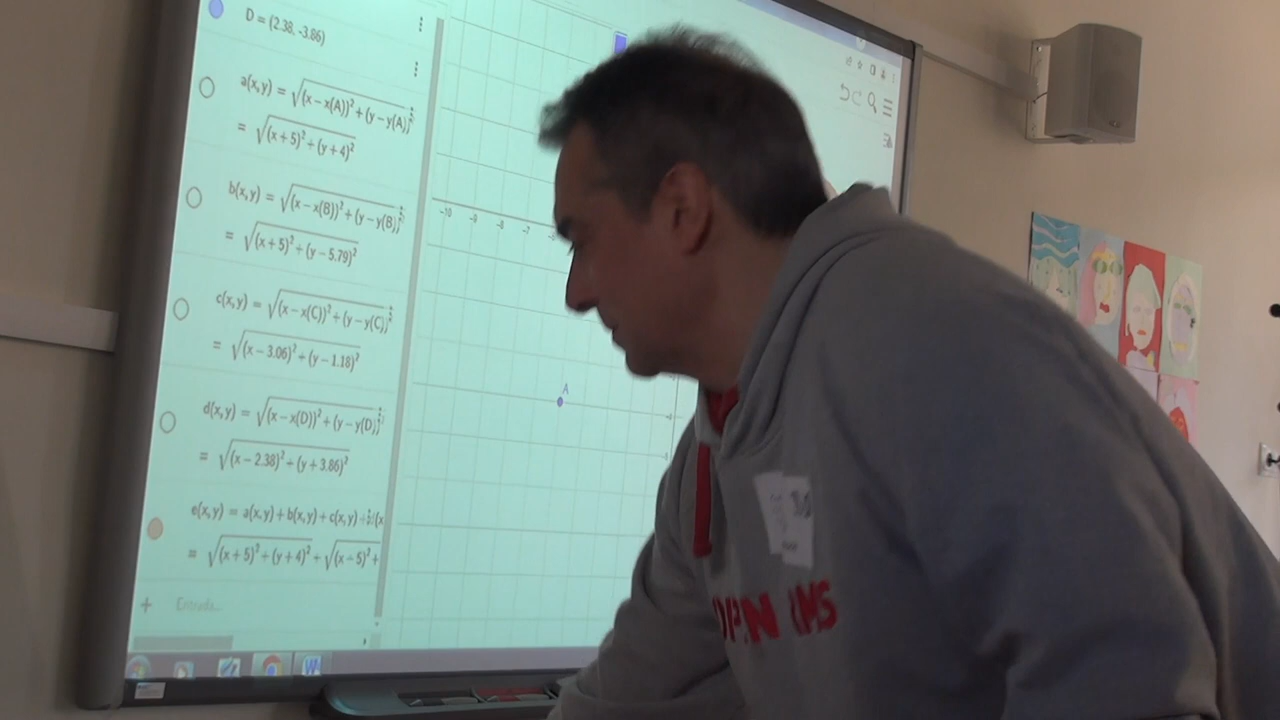 D = (2.38, -3.86)
a(x, y) = √(x − x(A))² + (y − y(A))²
= √(x + 5)² + (y + 4)²
b(x, y) = √(x − x(B))² + (y − y(B))²
= √(x + 5)² + (y − 5.79)²
c(x, y) = √(x − x(C))² + (y − y(C))²
= √(x − 3.06)² + (y − 1.18)²
d(x, y) = √(x − x(D))² + (y − y(D))²
= √(x − 2.38)² + (y + 3.86)²
e(x, y) = a(x, y) + b(x, y) + c(x, y) +
= √(x + 5)² + (y + 4)² + √(x + 5)² +
Entrada...
-10 -9 -8 -7
A